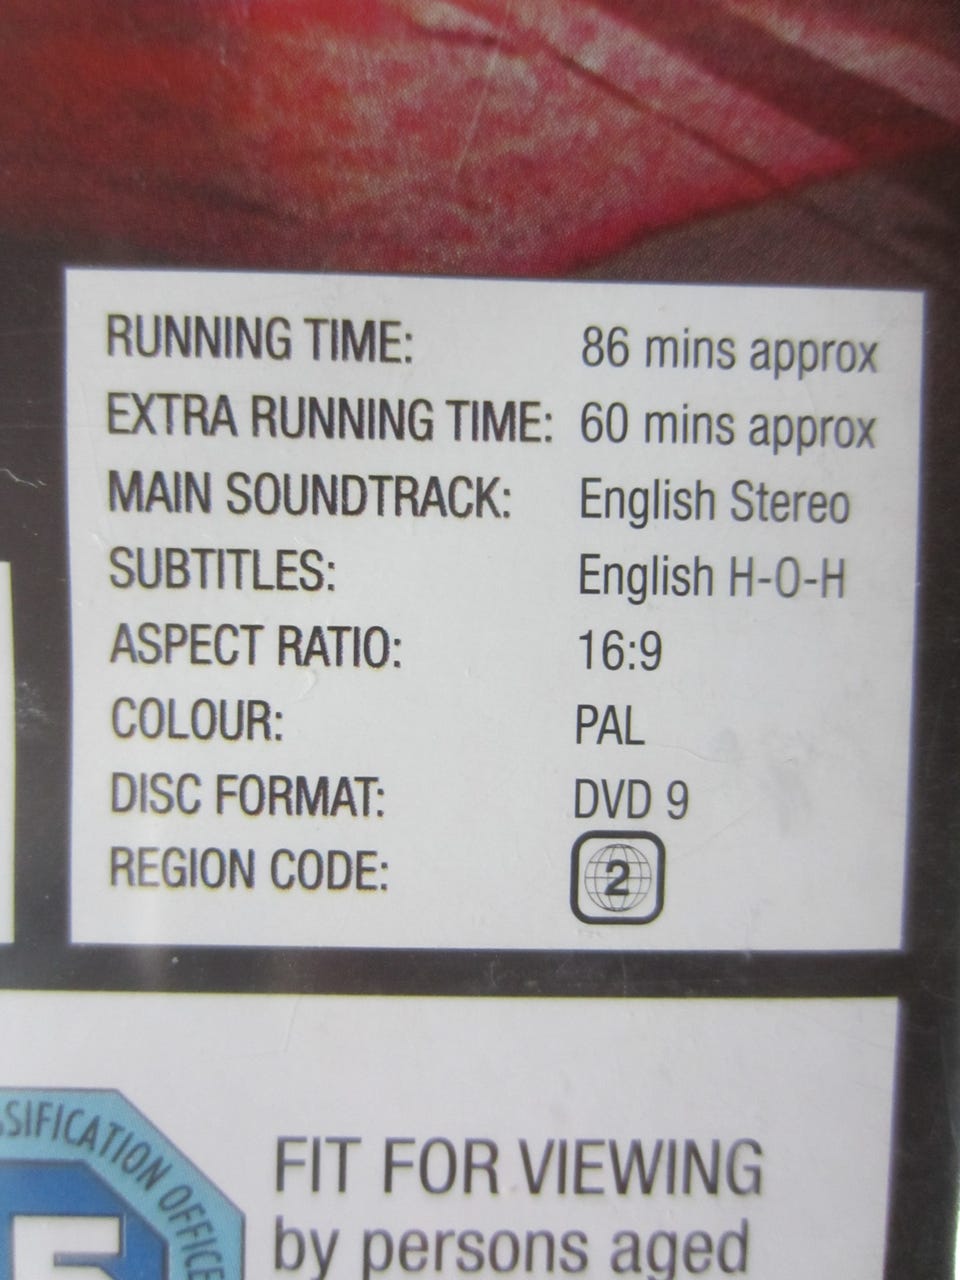 RUNNING TIME: 86 mins approx
EXTRA RUNNING TIME: 60 mins approx
MAIN SOUNDTRACK: English Stereo
SUBTITLES: English H-O-H
ASPECT RATIO: 16:9
COLOUR: PAL
DISC FORMAT: DVD 9
REGION CODE: 2
SIFICATION OFFICE
FIT FOR VIEWING
by persons aged